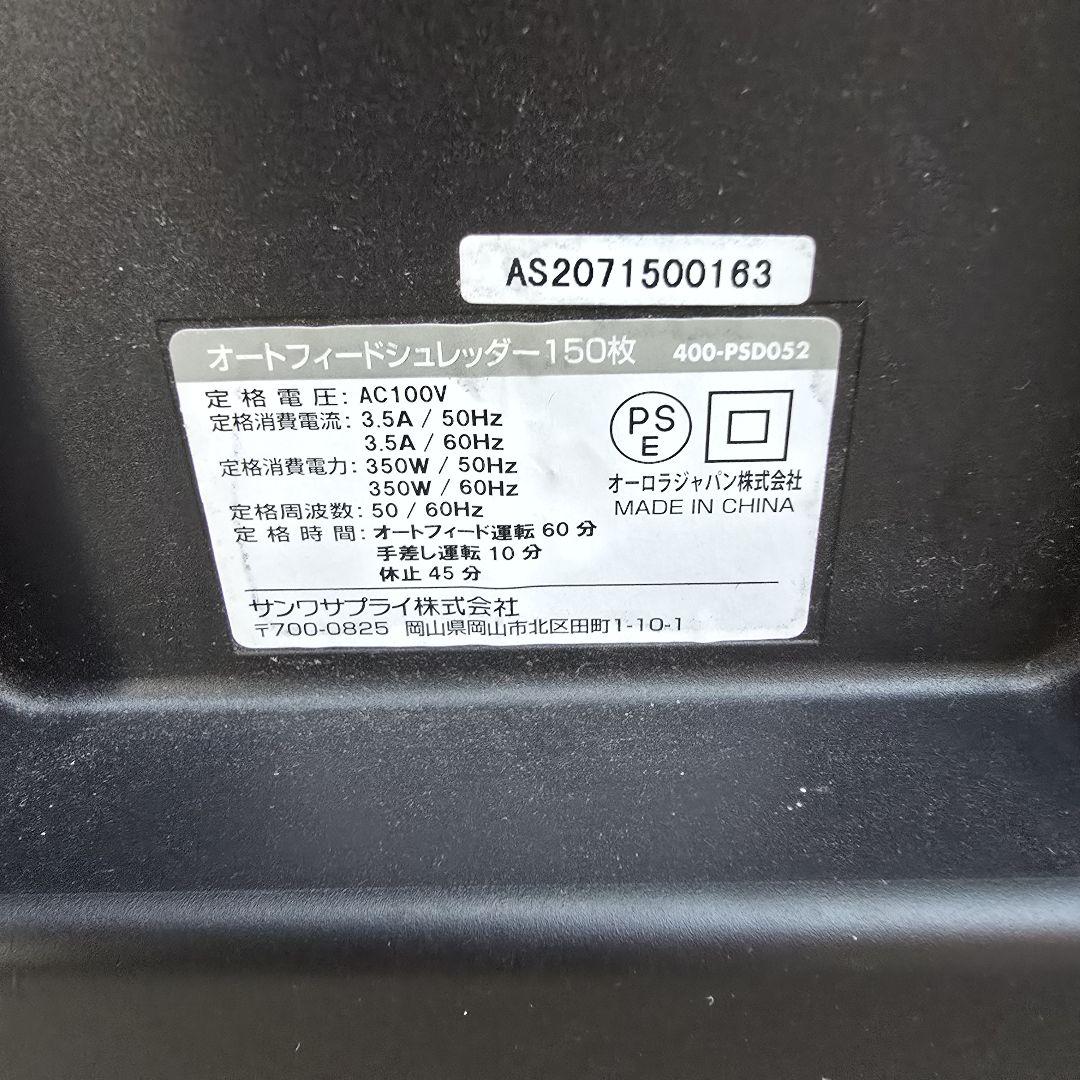 AS2071500163
オートフィードシュレッダー150枚 400-PSD052
定格電圧: AC100V
定格消費電流: 3.5A / 50Hz
3.5A / 60Hz
定格消費電力: 350W / 50Hz
350W / 60Hz
定格周波数: 50 / 60Hz
定格時間: オートフィード運転 60 分
手差し運転 10 分
休止 45 分
PS
E
オーロラジャパン株式会社
MADE IN CHINA
サンワサプライ株式会社
〒700-0825 岡山県岡山市北区田町1-10-1